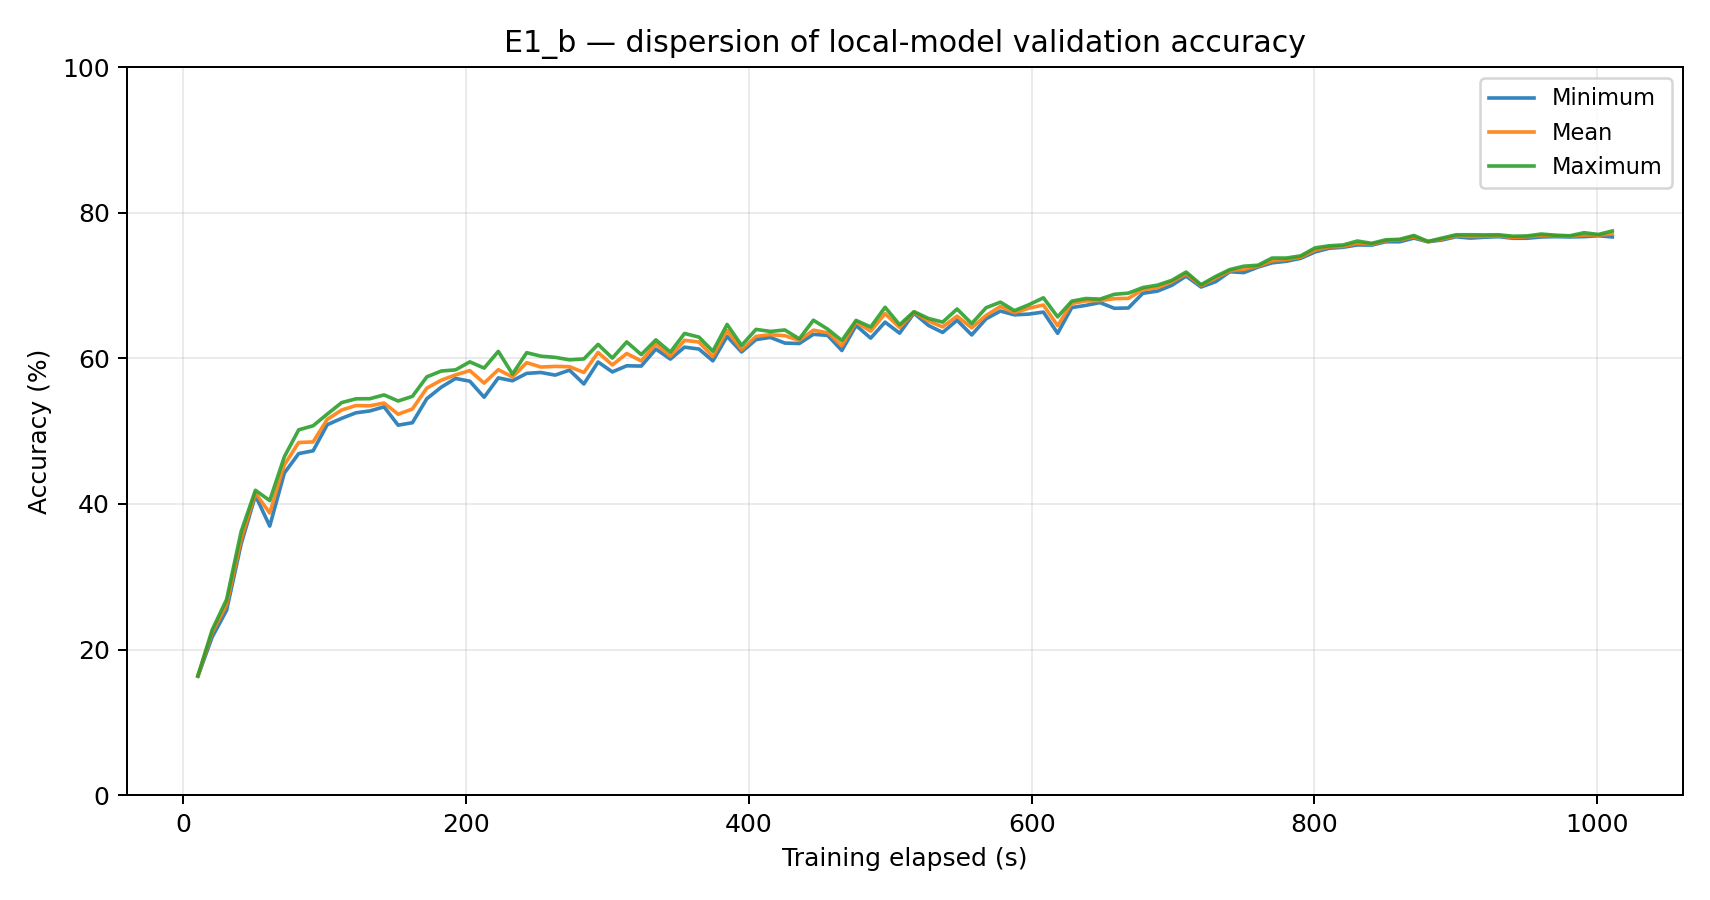 E1_b — dispersion of local-model validation accuracy
100
80
60
40
20
0
Accuracy (%)
Minimum
Mean
Maximum
0 200 400 600 800 1000
Training elapsed (s)